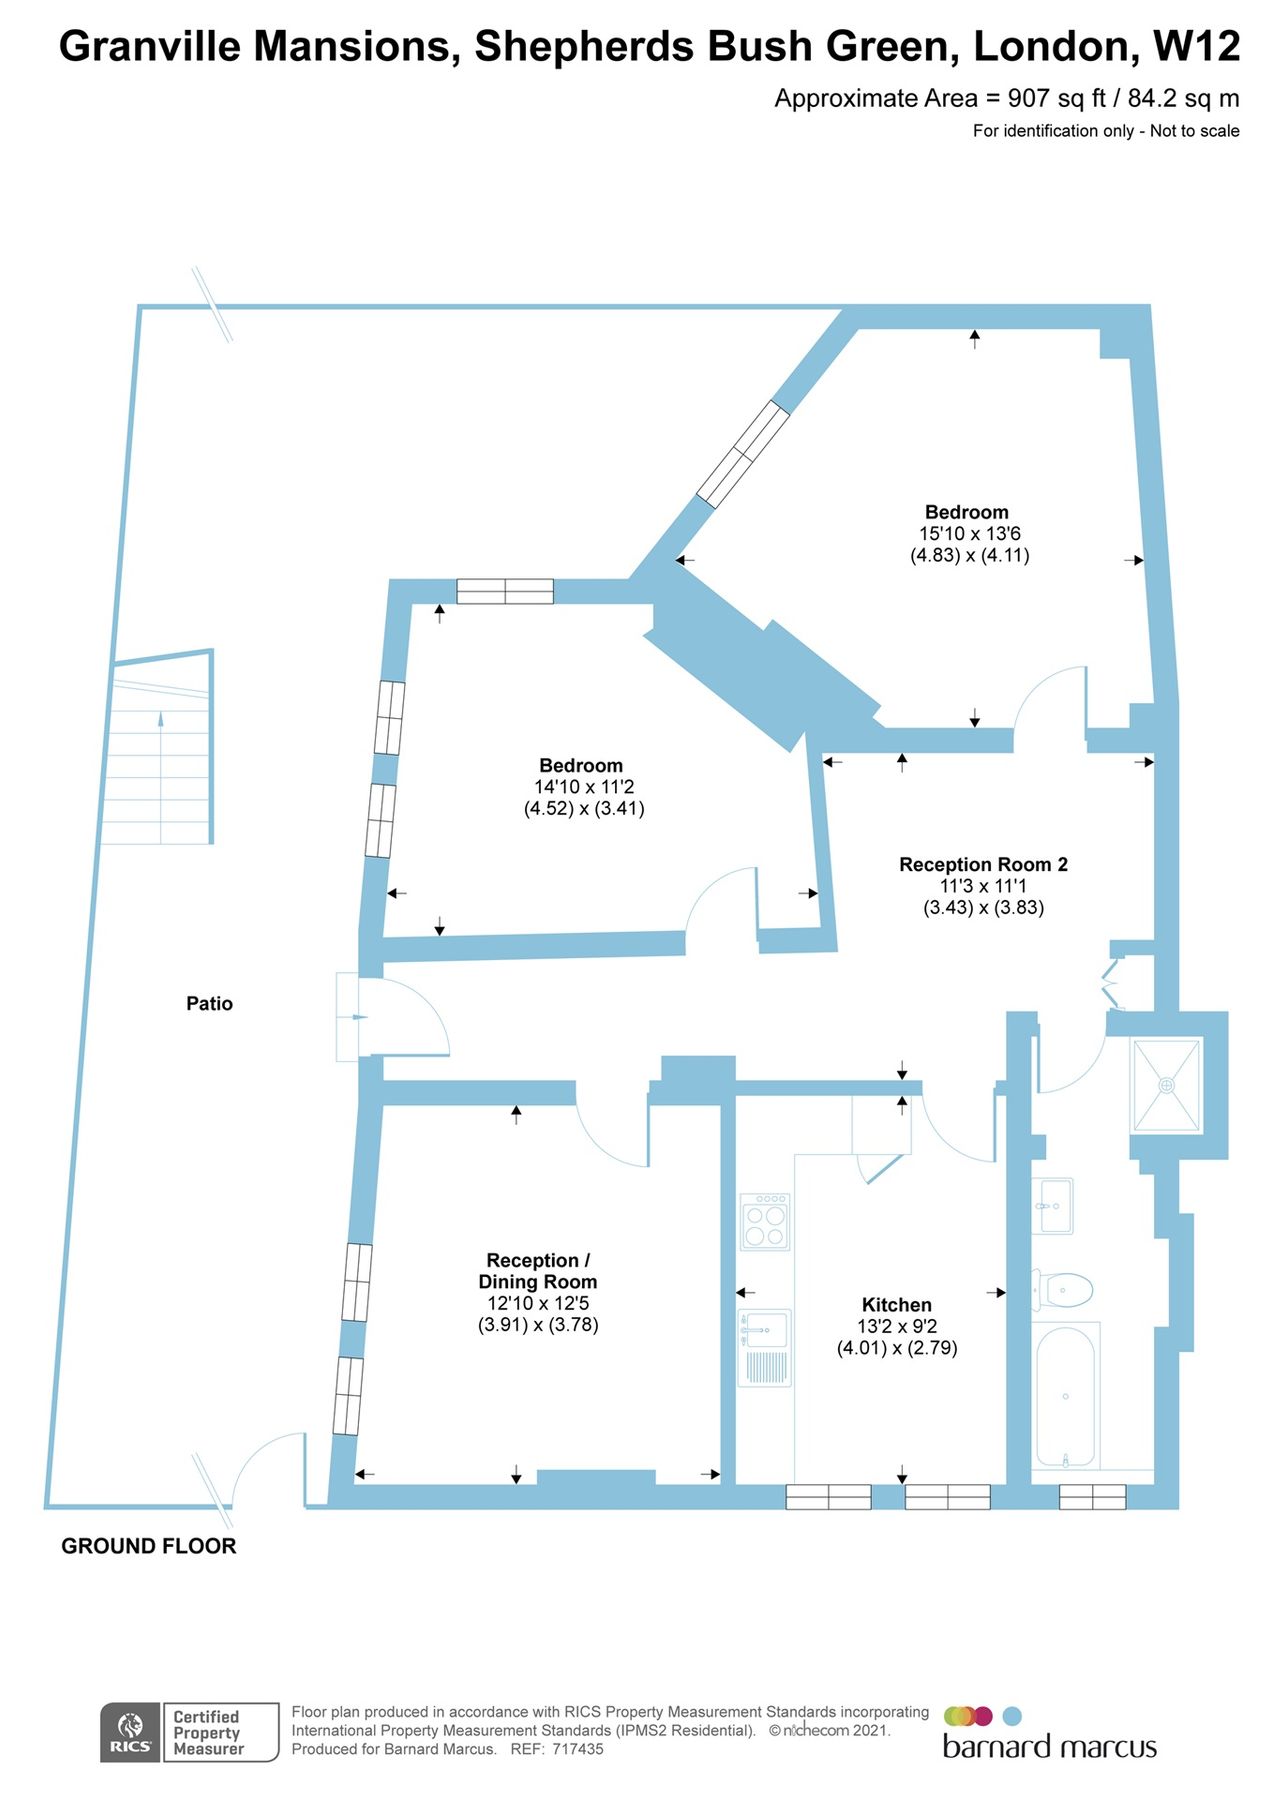 Granville Mansions, Shepherds Bush Green, London, W12
Approximate Area = 907 sq ft / 84.2 sq m
For identification only - Not to scale
Bedroom
15'10 x 13'6
(4.83) x (4.11)
Bedroom
14'10 x 11'2
(4.52) x (3.41)
Reception Room 2
11'3 x 11'1
(3.43) x (3.83)
Patio
Reception /
Dining Room
12'10 x 12'5
(3.91) x (3.78)
Kitchen
13'2 x 9'2
(4.01) x (2.79)
GROUND FLOOR
RICS
Certified
Property
Measurer
Floor plan produced in accordance with RICS Property Measurement Standards incorporating
International Property Measurement Standards (IPMS2 Residential). © nichecom 2021.
Produced for Barnard Marcus. REF: 717435
barnard marcus